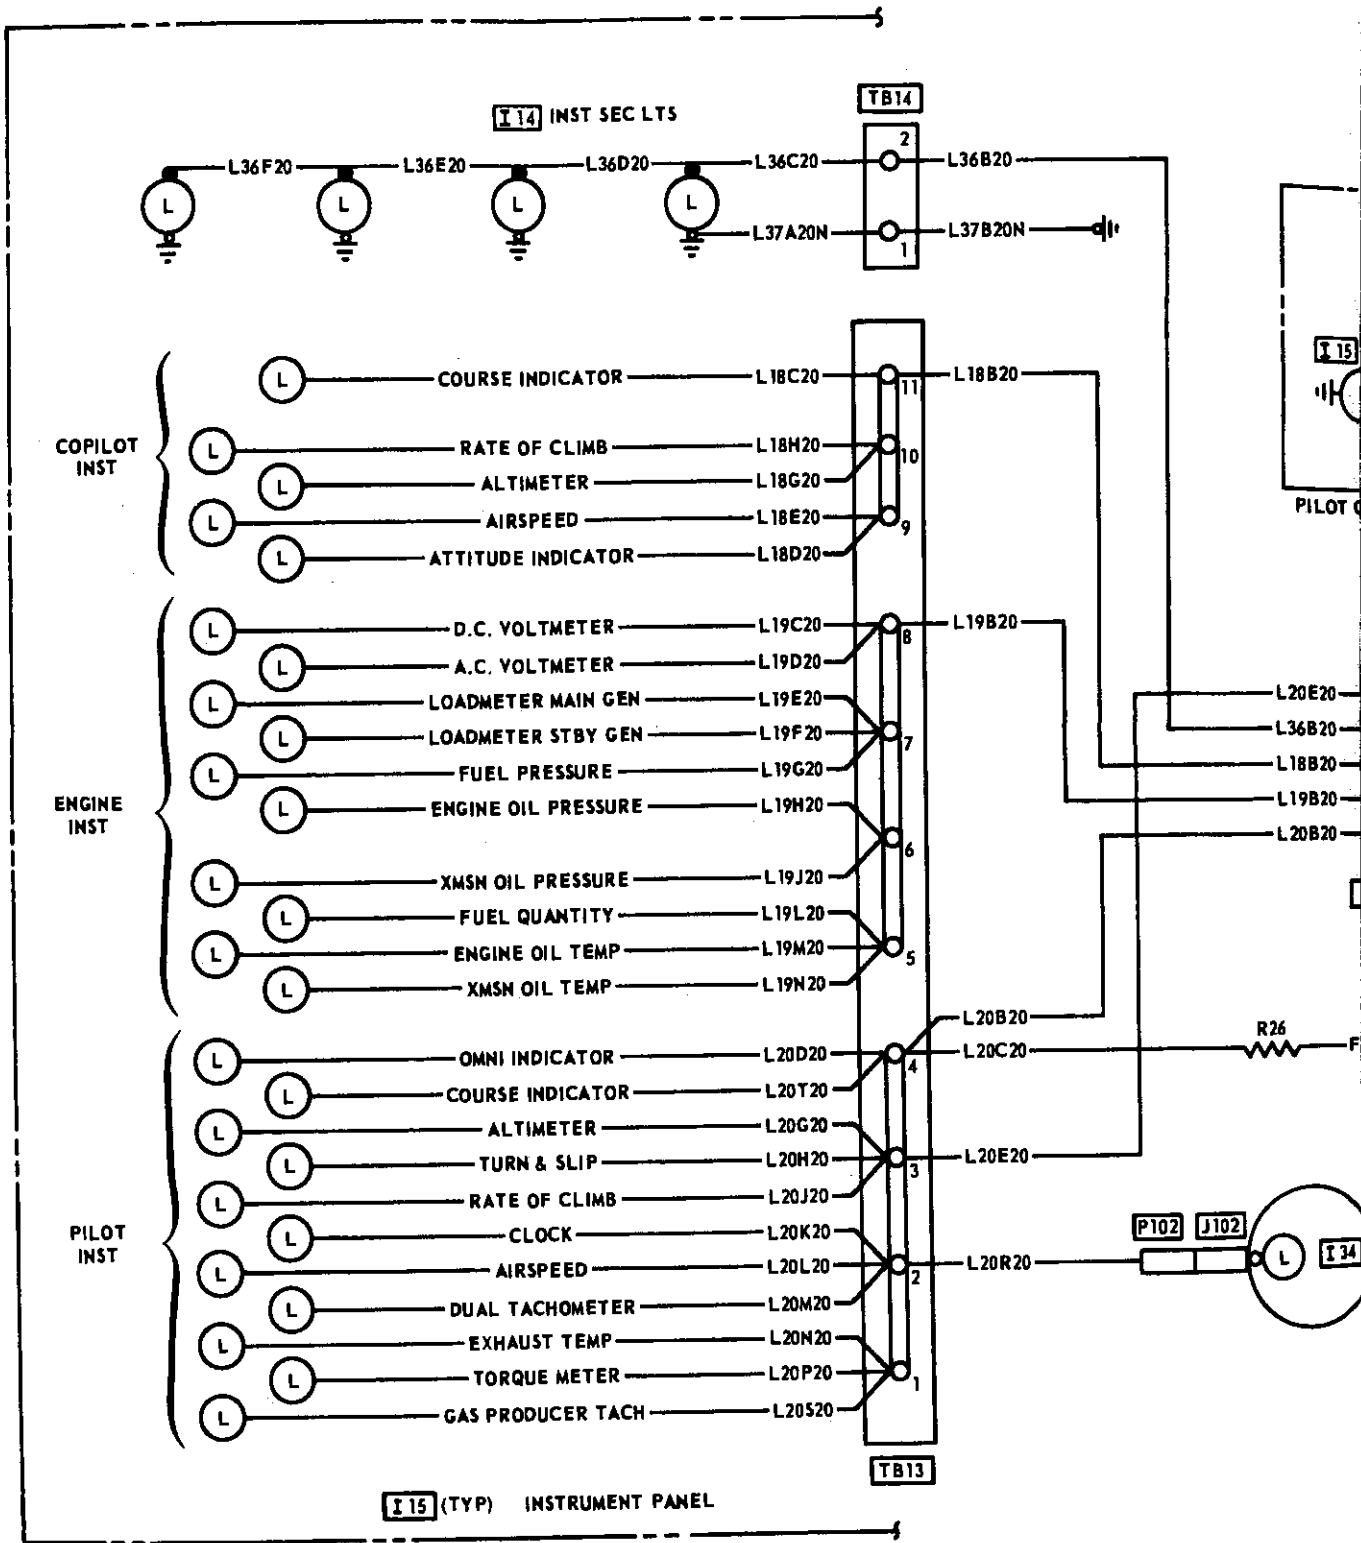 TB14
I 14 INST SEC LTS
2
L36F20 L36E20 L36D20 L36C20 L36B20
L L L L
L37A20N L37B20N
1
I 15
PILOT
COPILOT
INST
L COURSE INDICATOR L18C20 11 L18B20
L RATE OF CLIMB L18H20 10
L ALTIMETER L18G20
L AIRSPEED L18E20 9
L ATTITUDE INDICATOR L18D20
ENGINE
INST
L D.C. VOLTMETER L19C20 8 L19B20
L A.C. VOLTMETER L19D20
L LOADMETER MAIN GEN L19E20
L LOADMETER STBY GEN L19F20 7
L FUEL PRESSURE L19G20
L ENGINE OIL PRESSURE L19H20
6
L XMSN OIL PRESSURE L19J20
L FUEL QUANTITY L19L20
L ENGINE OIL TEMP L19M20 5
L XMSN OIL TEMP L19N20
L20E20
L36B20
L18B20
L19B20
L20B20
PILOT
INST
L20B20
L OMNI INDICATOR L20D20 4 L20C20 R26 F
L COURSE INDICATOR L20T20
L ALTIMETER L20G20
L TURN & SLIP L20H20 3 L20E20
L RATE OF CLIMB L20J20
L CLOCK L20K20
L AIRSPEED L20L20 2 L20R20 P102 J102 L I 34
L DUAL TACHOMETER L20M20
L EXHAUST TEMP L20N20
L TORQUE METER L20P20 1
L GAS PRODUCER TACH L20S20
TB13
I 15 (TYP) INSTRUMENT PANEL